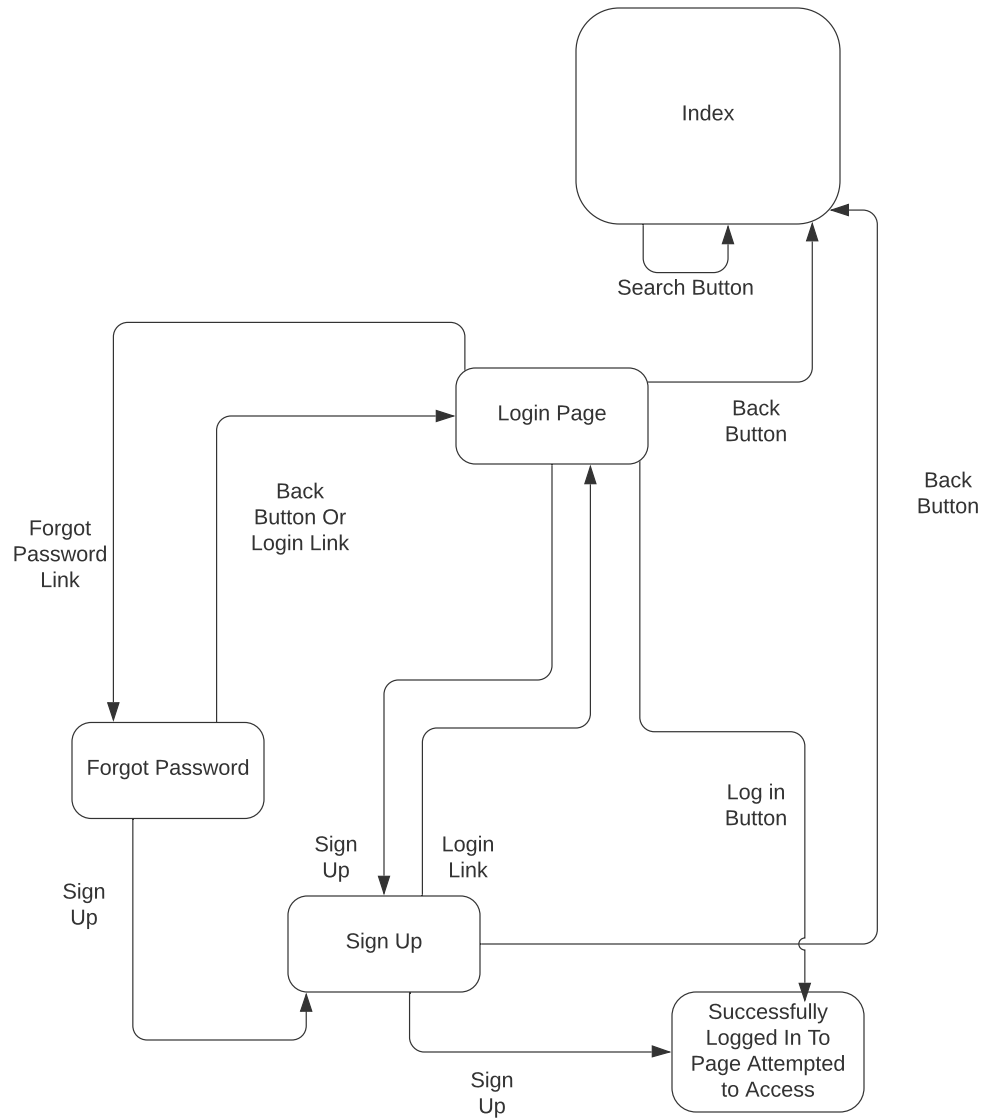 Index
Search Button
Login Page
Back
Button
Back
Button
Back
Button Or
Login Link
Forgot
Password
Link
Forgot Password
Log in
Button
Sign
Up
Login
Link
Sign
Up
Sign Up
Successfully
Logged In To
Page Attempted
to Access
Sign
Up